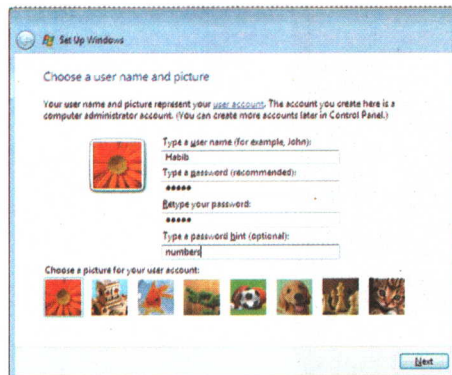 Set Up Windows
Choose a user name and picture
Your user name and picture represent your user account. The account you create here is a
computer administrator account. (You can create more accounts later in Control Panel.)
Type a user name (for example, John):
Habib
Type a password (recommended):
•••••
Retype your password:
•••••
Type a password hint (optional):
numbers
Choose a picture for your user account:
Next